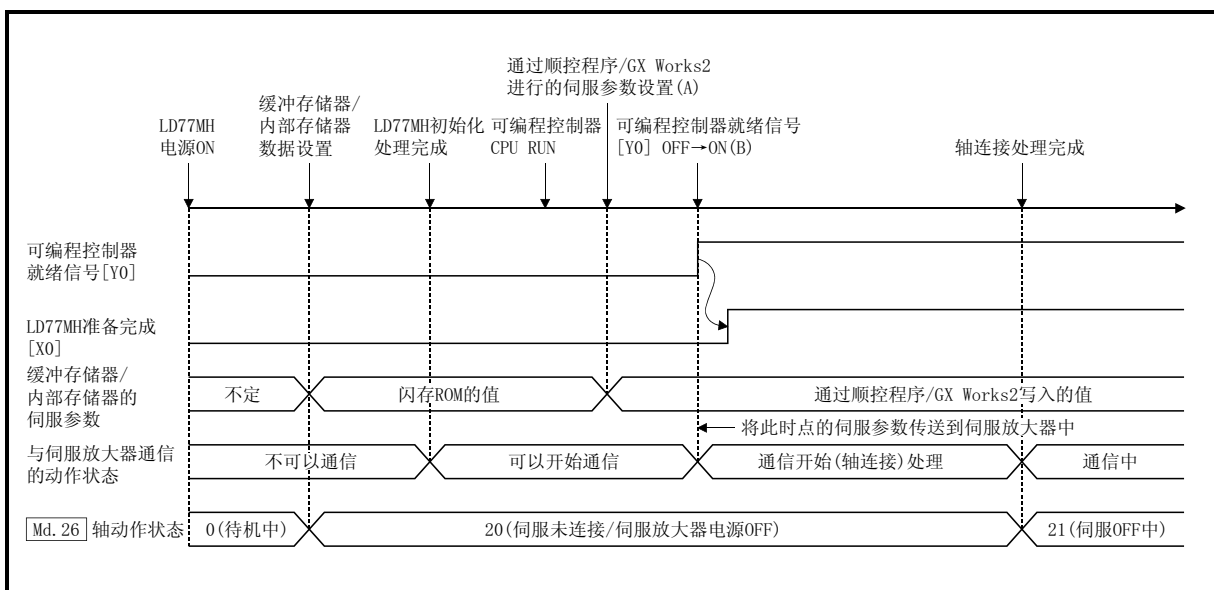 通过顺控程序/GX Works2
进行的伺服参数设置(A)
缓冲存储器/
内部存储器
数据设置
LD77MH
电源ON
LD77MH初始化
处理完成
可编程控制器
CPU RUN
可编程控制器就绪信号
[Y0] OFF→ON(B)
轴连接处理完成
可编程控制器
就绪信号[Y0]
LD77MH准备完成
[X0]
缓冲存储器/
内部存储器的
伺服参数
不定
闪存ROM的值
通过顺控程序/GX Works2写入的值
将此时点的伺服参数传送到伺服放大器中
与伺服放大器通信
的动作状态
不可以通信
可以开始通信
通信开始(轴连接)处理
通信中
Md.26 轴动作状态
0(待机中)
20(伺服未连接/伺服放大器电源OFF)
21(伺服OFF中)